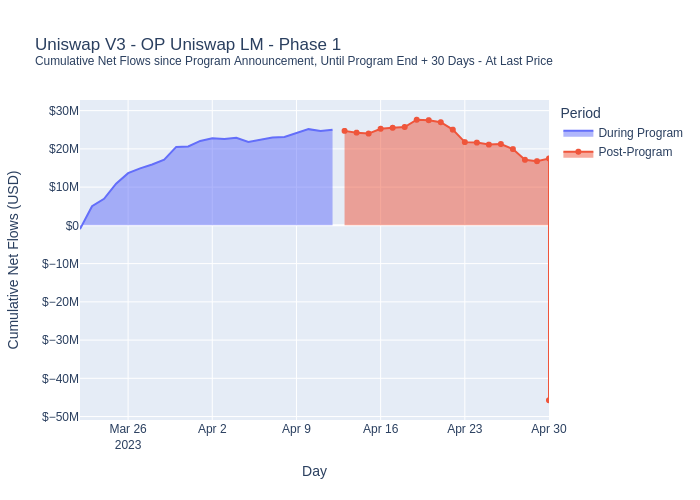 Uniswap V3 - OP Uniswap LM - Phase 1
Cumulative Net Flows since Program Announcement, Until Program End + 30 Days - At Last Price
Period
During Program
Post-Program
Cumulative Net Flows (USD)
$30M
$20M
$10M
$0
$−10M
$−20M
$−30M
$−40M
$−50M
Mar 26
2023
Apr 2
Apr 9
Apr 16
Apr 23
Apr 30
Day